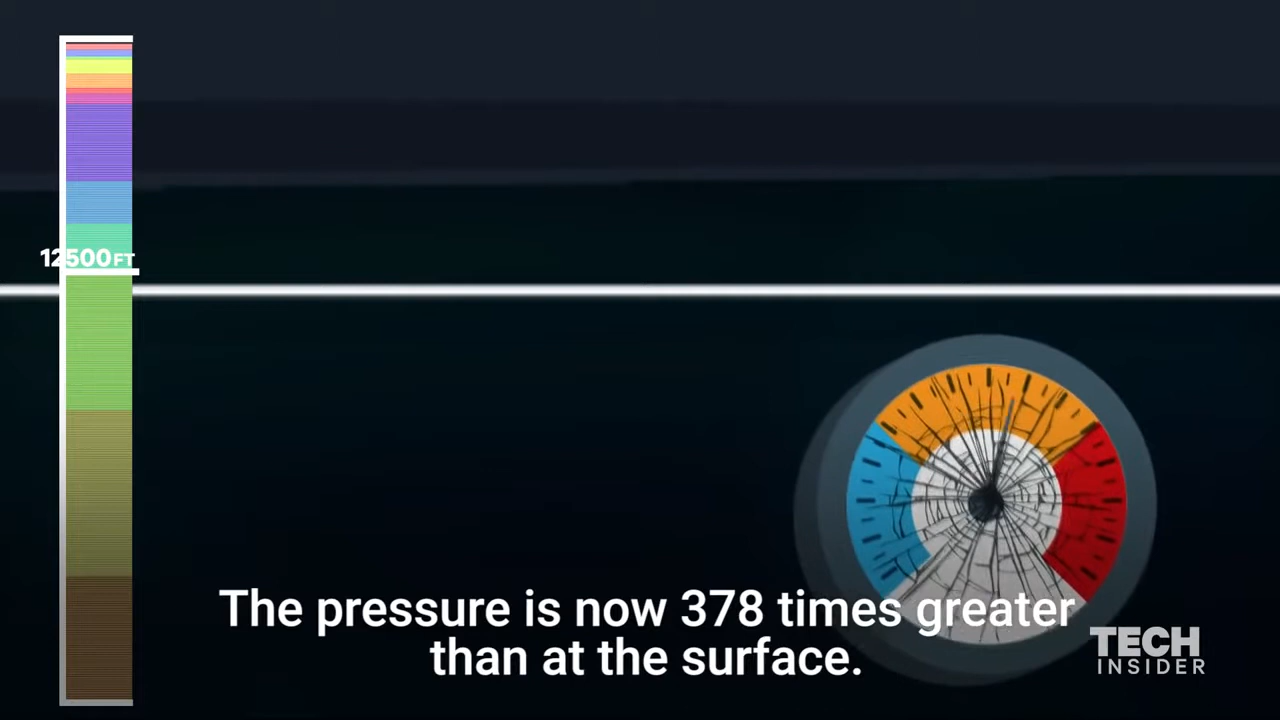 12500FT
The pressure is now 378 times greater
than at the surface.
TECH
INSIDER